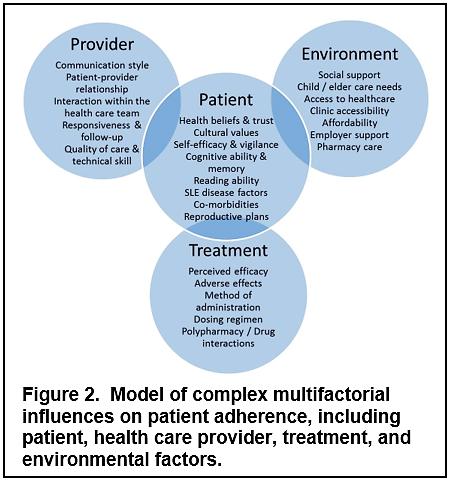 Provider
Communication style
Patient-provider
relationship
Interaction within the
health care team
Responsiveness &
follow-up
Quality of care &
technical skill
Patient
Health beliefs & trust
Cultural values
Self-efficacy & vigilance
Cognitive ability &
memory
Reading ability
SLE disease factors
Co-morbidities
Reproductive plans
Environment
Social support
Child / elder care needs
Access to healthcare
Clinic accessibility
Affordability
Employer support
Pharmacy care
Treatment
Perceived efficacy
Adverse effects
Method of
administration
Dosing regimen
Polypharmacy / Drug
interactions
Figure 2. Model of complex multifactorial
influences on patient adherence, including
patient, health care provider, treatment, and
environmental factors.